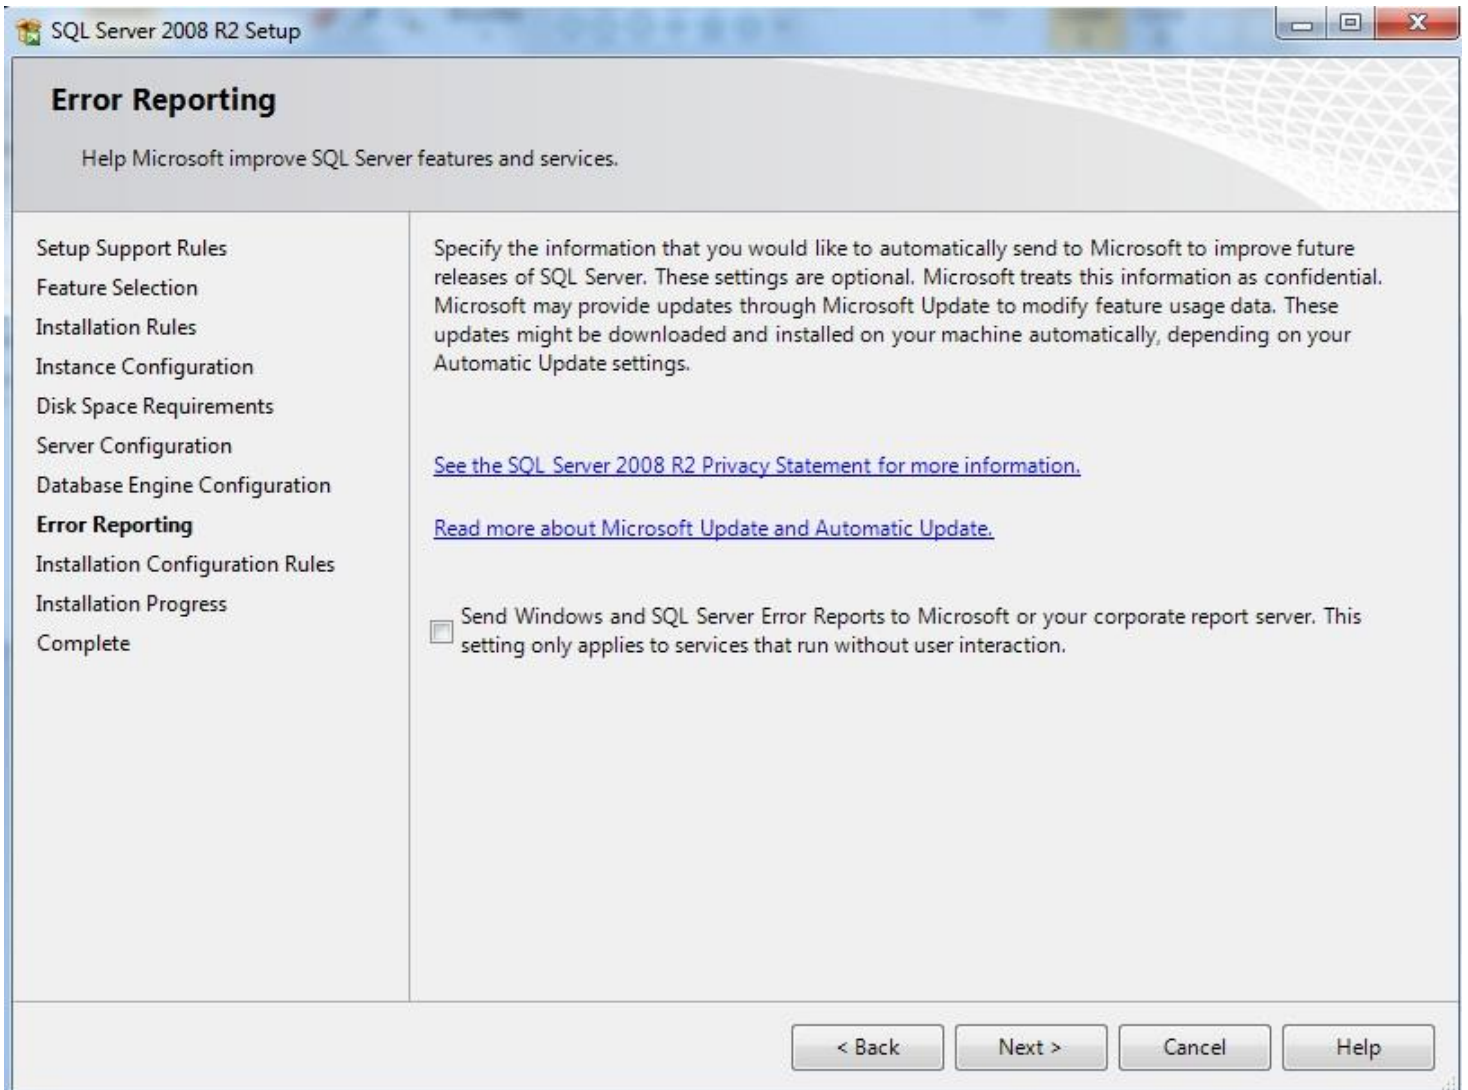 SQL Server 2008 R2 Setup
Error Reporting
Help Microsoft improve SQL Server features and services.
Setup Support Rules
Feature Selection
Installation Rules
Instance Configuration
Disk Space Requirements
Server Configuration
Database Engine Configuration
Error Reporting
Installation Configuration Rules
Installation Progress
Complete
Specify the information that you would like to automatically send to Microsoft to improve future
releases of SQL Server. These settings are optional. Microsoft treats this information as confidential.
Microsoft may provide updates through Microsoft Update to modify feature usage data. These
updates might be downloaded and installed on your machine automatically, depending on your
Automatic Update settings.
See the SQL Server 2008 R2 Privacy Statement for more information.
Read more about Microsoft Update and Automatic Update.
Send Windows and SQL Server Error Reports to Microsoft or your corporate report server. This
setting only applies to services that run without user interaction.
< Back
Next >
Cancel
Help